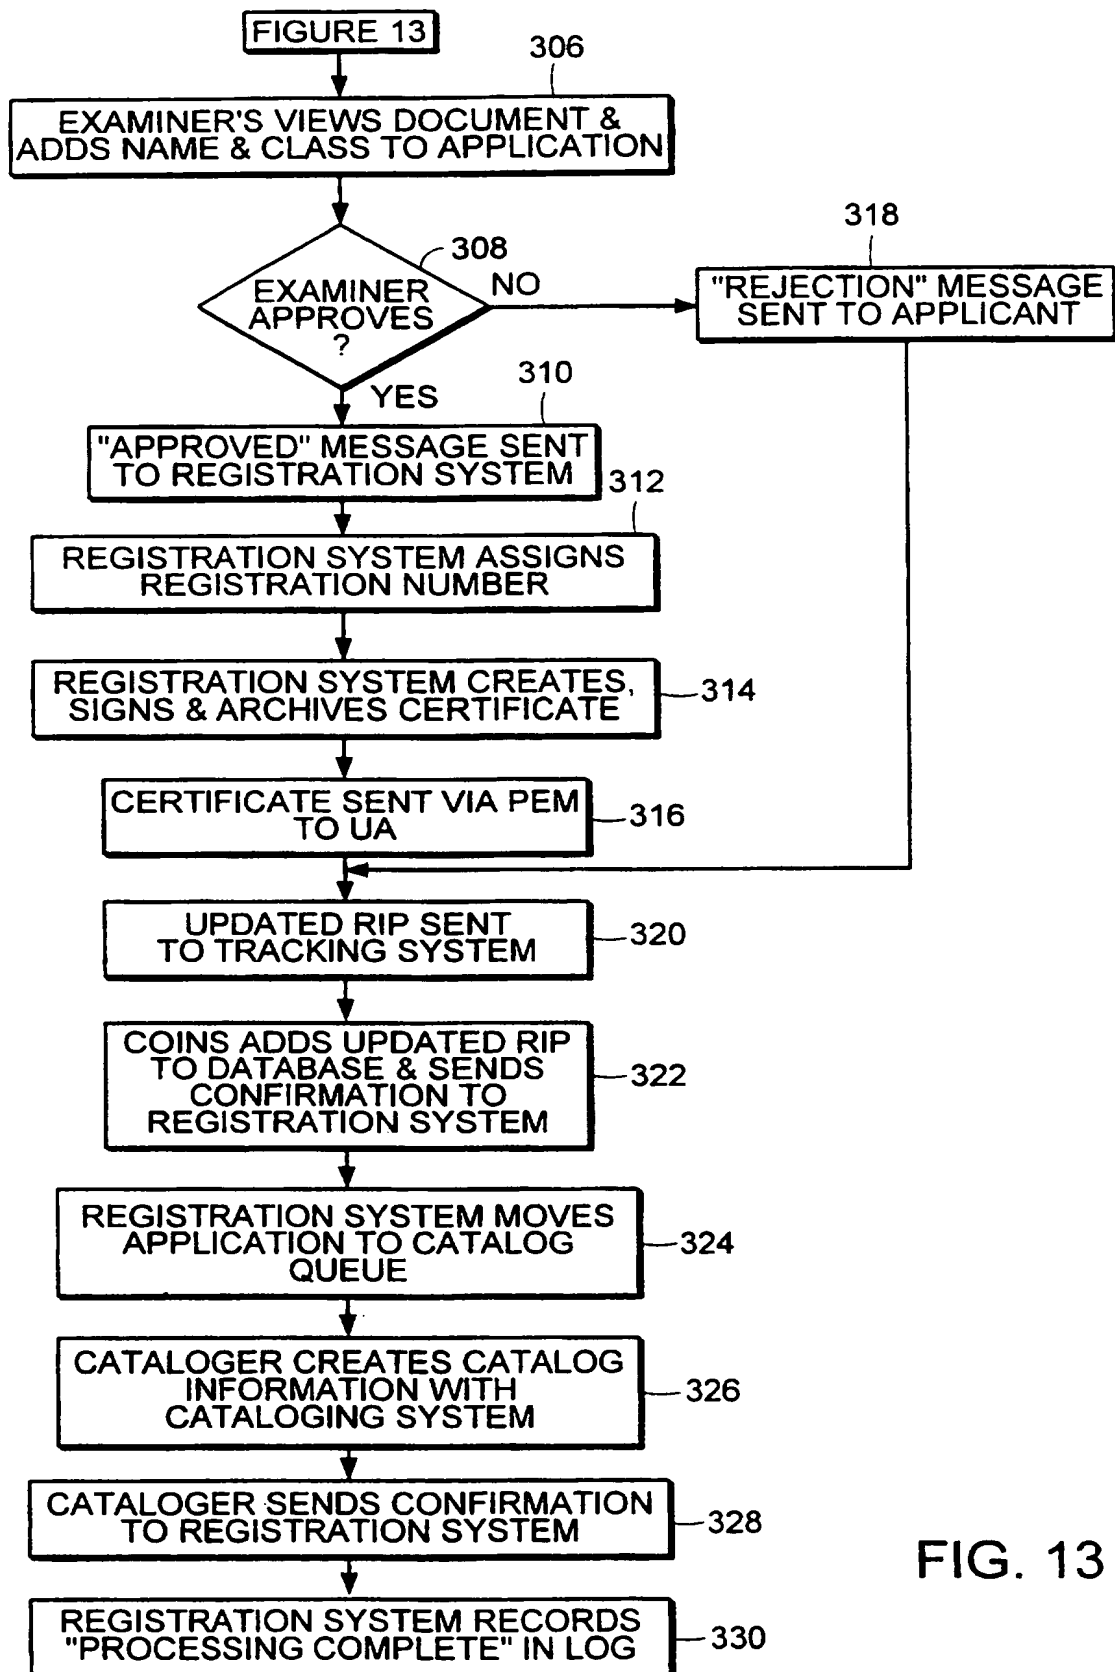 FIGURE 13
306
EXAMINER'S VIEWS DOCUMENT &
ADDS NAME & CLASS TO APPLICATION
308
EXAMINER
APPROVES
?
NO
318
"REJECTION" MESSAGE
SENT TO APPLICANT
YES
310
"APPROVED" MESSAGE SENT
TO REGISTRATION SYSTEM
312
REGISTRATION SYSTEM ASSIGNS
REGISTRATION NUMBER
REGISTRATION SYSTEM CREATES,
SIGNS & ARCHIVES CERTIFICATE
314
CERTIFICATE SENT VIA PEM
TO UA
316
UPDATED RIP SENT
TO TRACKING SYSTEM
320
COINS ADDS UPDATED RIP
TO DATABASE & SENDS
CONFIRMATION TO
REGISTRATION SYSTEM
322
REGISTRATION SYSTEM MOVES
APPLICATION TO CATALOG
QUEUE
324
CATALOGER CREATES CATALOG
INFORMATION WITH
CATALOGING SYSTEM
326
CATALOGER SENDS CONFIRMATION
TO REGISTRATION SYSTEM
328
REGISTRATION SYSTEM RECORDS
"PROCESSING COMPLETE" IN LOG
330
FIG. 13